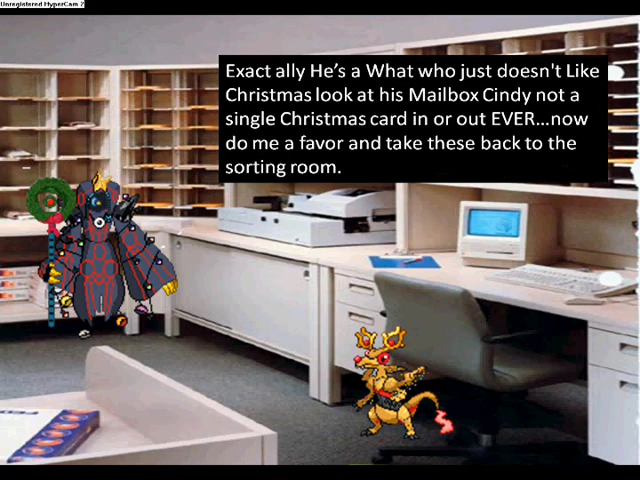 Unregistered HyperCam 2
Exact ally He’s a What who just doesn't Like
Christmas look at his Mailbox Cindy not a
single Christmas card in or out EVER…now
do me a favor and take these back to the
sorting room.